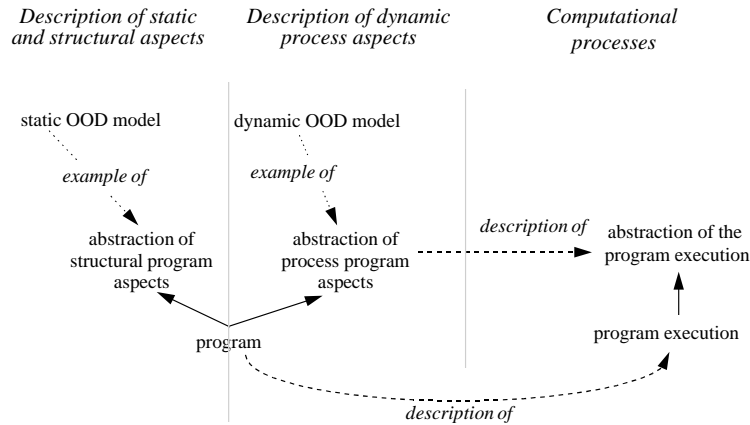 Description of static
and structural aspects
Description of dynamic
process aspects
Computational
processes
static OOD model
dynamic OOD model
example of
example of
abstraction of
structural program
aspects
abstraction of
process program
aspects
description of
abstraction of the
program execution
program
program execution
description of